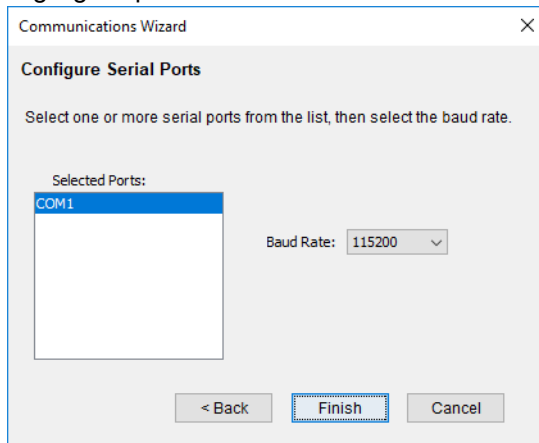 Communications Wizard
Configure Serial Ports
Select one or more serial ports from the list, then select the baud rate.
Selected Ports:
COM1
Baud Rate: 115200
< Back Finish Cancel